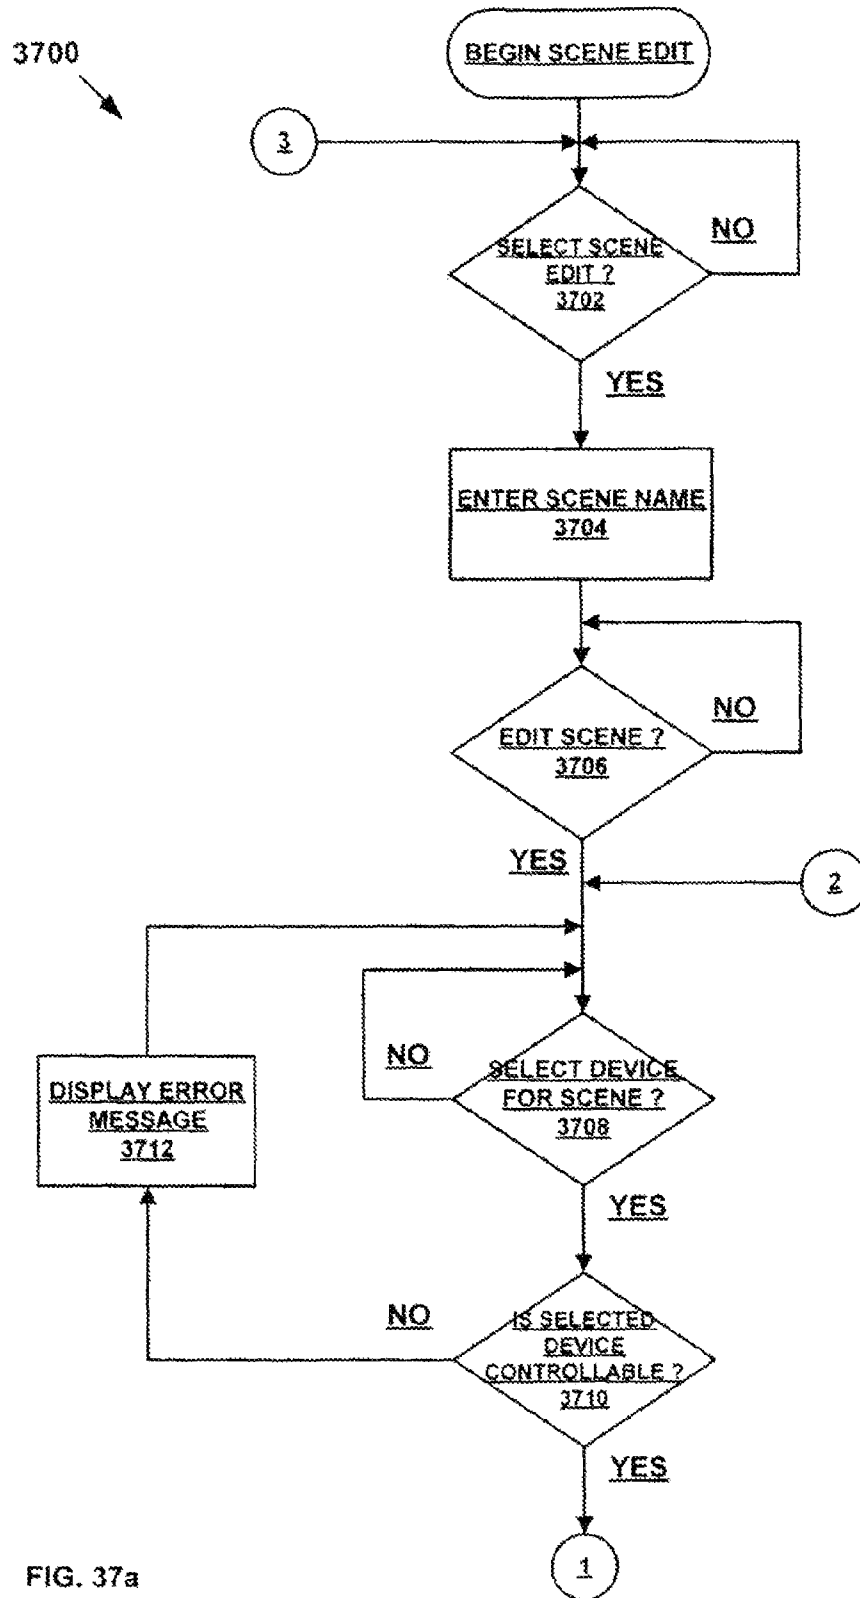 3700
BEGIN SCENE EDIT
3
NO
SELECT SCENE
EDIT ?
3702
YES
ENTER SCENE NAME
3704
NO
EDIT SCENE ?
3706
YES
2
NO
SELECT DEVICE
FOR SCENE ?
3708
DISPLAY ERROR
MESSAGE
3712
YES
NO
IS SELECTED
DEVICE
CONTROLLABLE ?
3710
YES
1
FIG. 37a